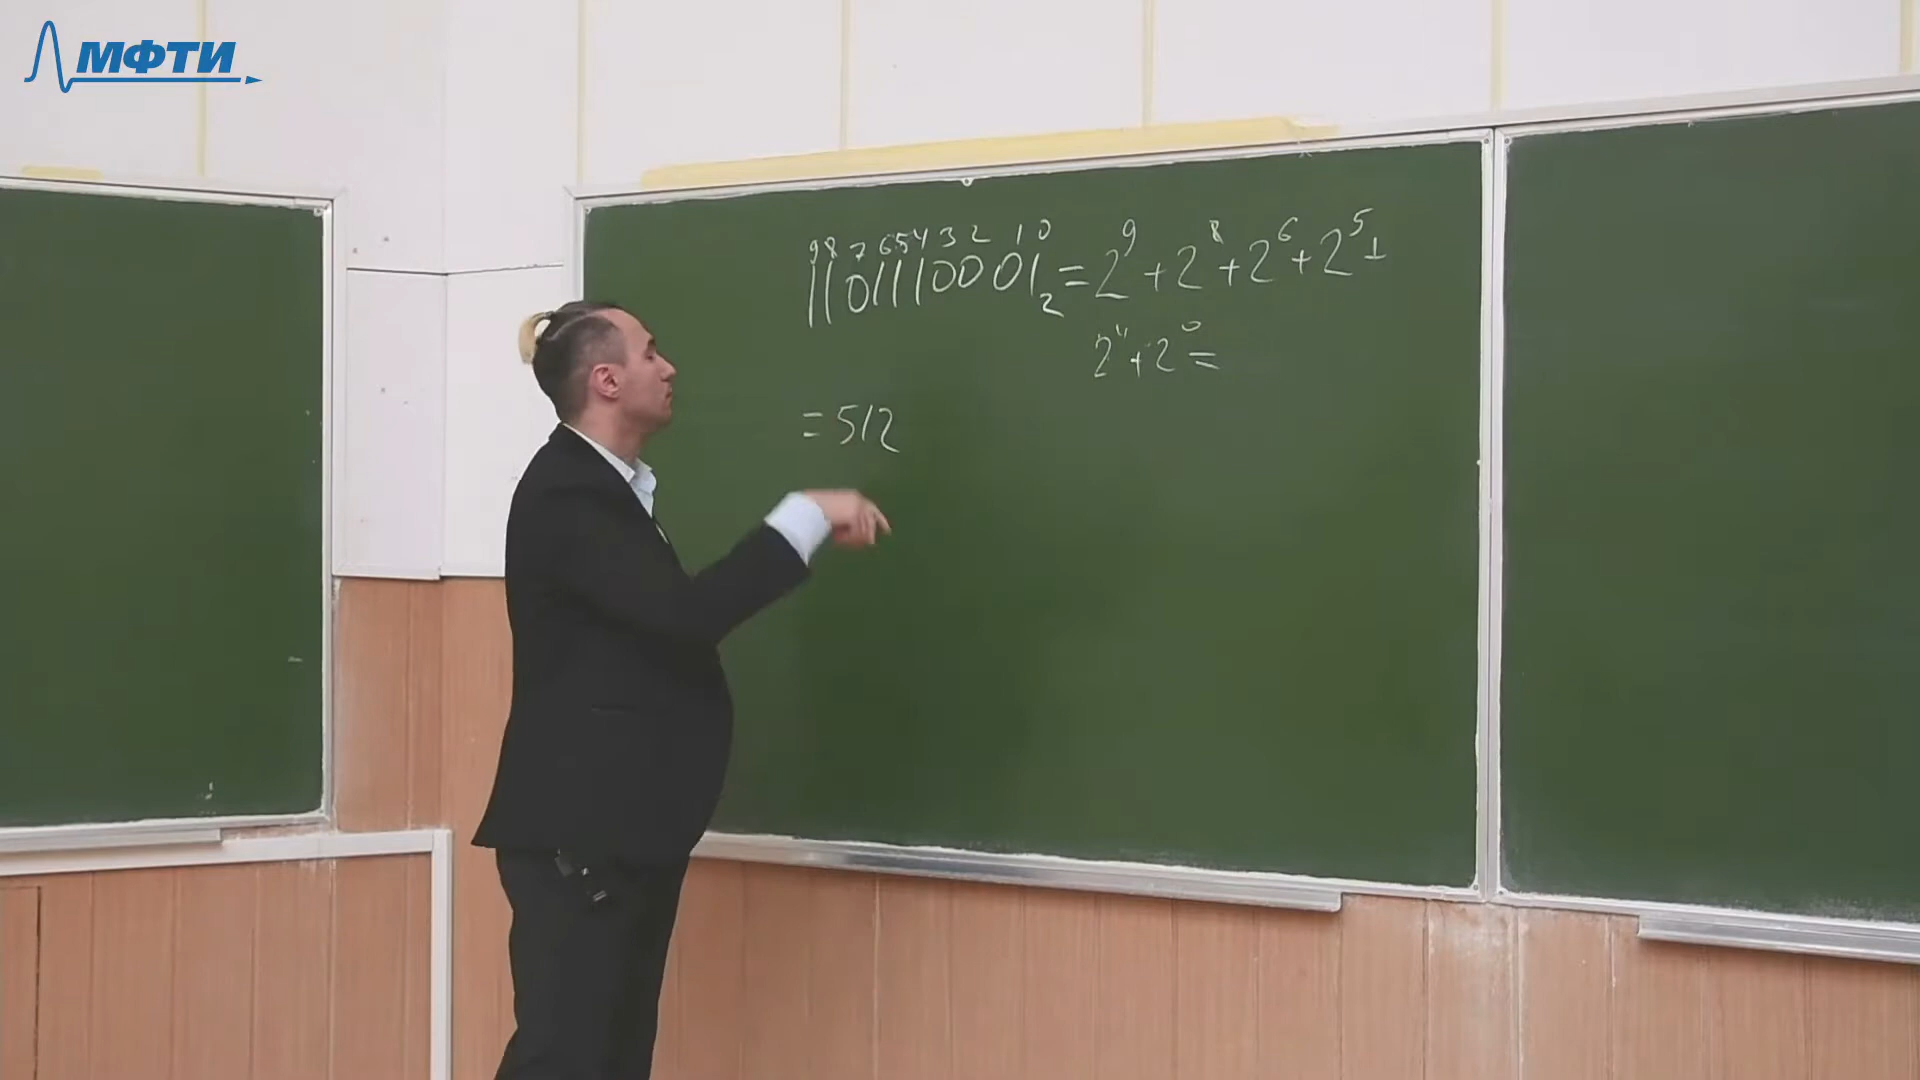 МФТИ
9 8 7 6 5 4 3 2 1 0
1101110001₂ = 2⁹ + 2⁸ + 2⁶ + 2⁵ +
2⁴ + 2⁰ =
= 512